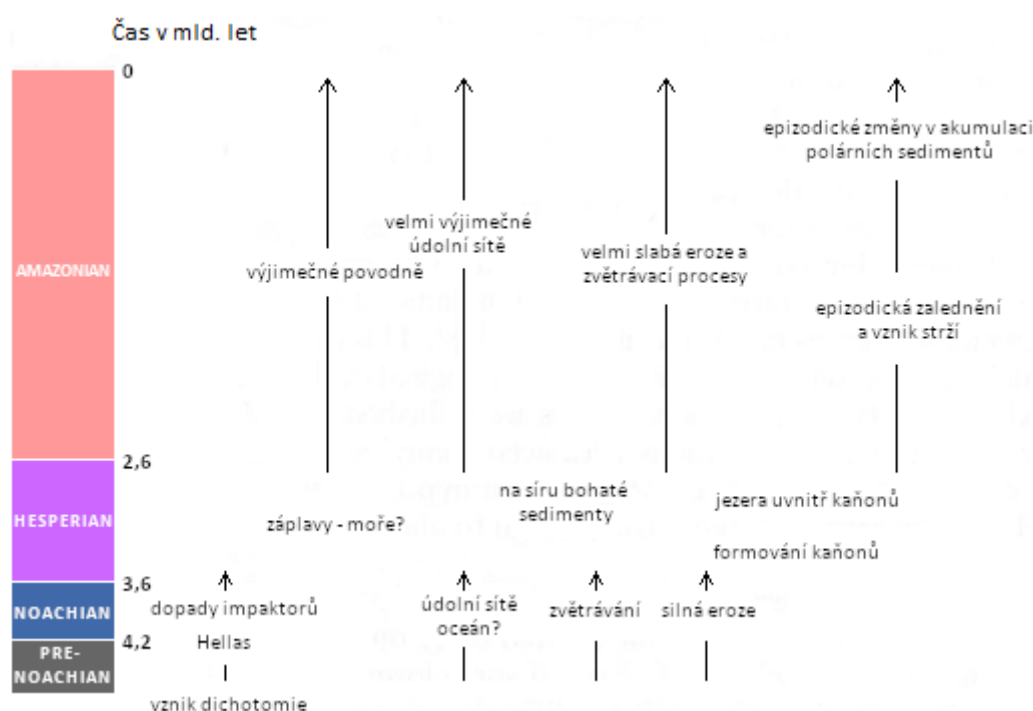 Čas v mld. let
0
epizodické změny v akumulaci
polárních sedimentů
velmi výjimečné
údolní sítě
AMAZONIAN
výjimečné povodně
velmi slabá eroze a
zvětrávací procesy
epizodická zalednění
a vznik strží
2,6
na síru bohaté
sedimenty
jezera uvnitř kaňonů
HESPERIAN
záplavy - moře?
formování kaňonů
3,6
NOACHIAN
dopady impaktorů
údolní sítě
oceán?
zvětrávání
silná eroze
4,2
Hellas
PRE-
NOACHIAN
vznik dichotomie